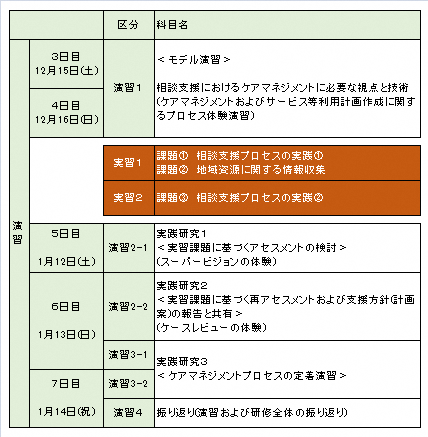 区分 科目名
演習
3日目
12月15日(土)
4日目
12月16日(日)
演習1
＜モデル演習＞
相談支援におけるケアマネジメントに必要な視点と技術
(ケアマネジメントおよびサービス等利用計画作成に関す
るプロセス体験演習)
実習1
課題① 相談支援プロセスの実践①
課題② 地域資源に関する情報収集
実習2
課題③ 相談支援プロセスの実践②
5日目
1月12日(土)
演習2-1
実践研究1
＜実習課題に基づくアセスメントの検討＞
(スーパービジョンの体験)
6日目
1月13日(日)
演習2-2
実践研究2
＜実習課題に基づく再アセスメントおよび支援方針(計画
案)の報告と共有＞
(ケースレビューの体験)
演習3-1
実践研究3
＜ケアマネジメントプロセスの定着演習＞
7日目
1月14日(祝)
演習3-2
演習4
振り返り(演習および研修全体の振り返り)